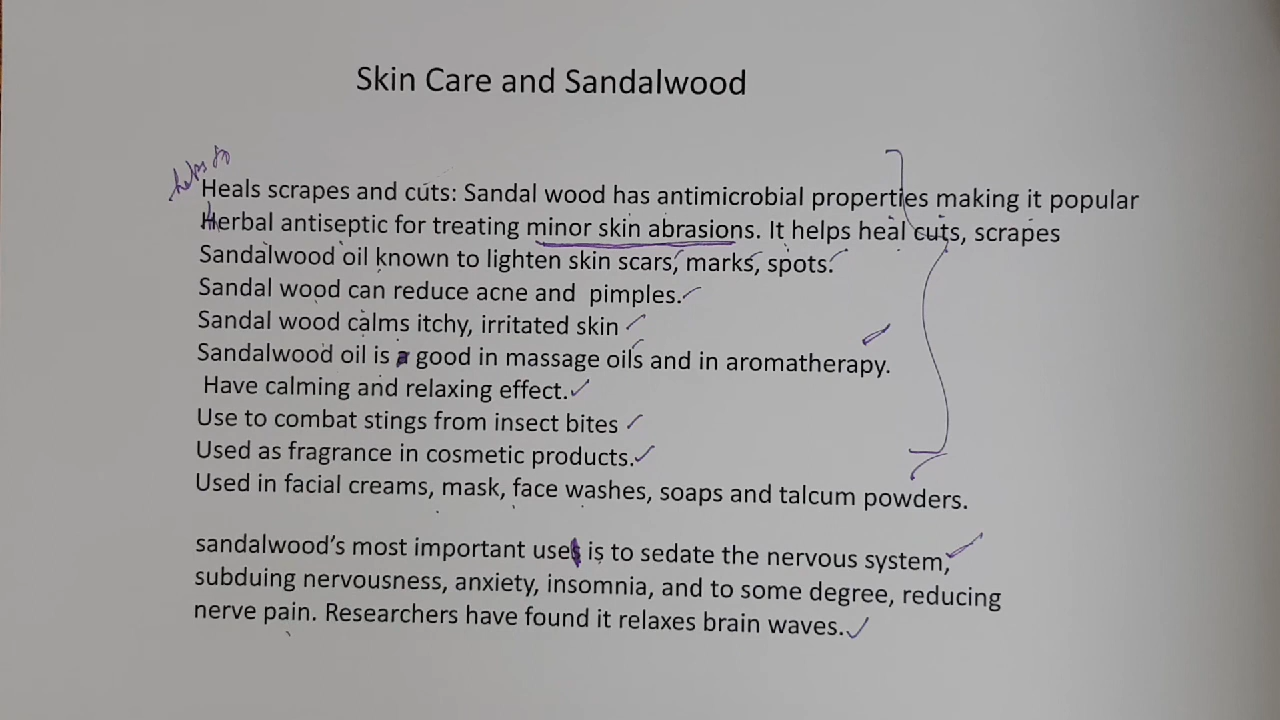 Skin Care and Sandalwood
helps to
Heals scrapes and cuts: Sandal wood has antimicrobial properties making it popular
Herbal antiseptic for treating minor skin abrasions. It helps heal cuts, scrapes
Sandalwood oil known to lighten skin scars, marks, spots.
Sandal wood can reduce acne and pimples.
Sandal wood calms itchy, irritated skin
Sandalwood oil is a good in massage oils and in aromatherapy.
Have calming and relaxing effect.
Use to combat stings from insect bites
Used as fragrance in cosmetic products.
Used in facial creams, mask, face washes, soaps and talcum powders.
sandalwood’s most important uses is to sedate the nervous system,
subduing nervousness, anxiety, insomnia, and to some degree, reducing
nerve pain. Researchers have found it relaxes brain waves.